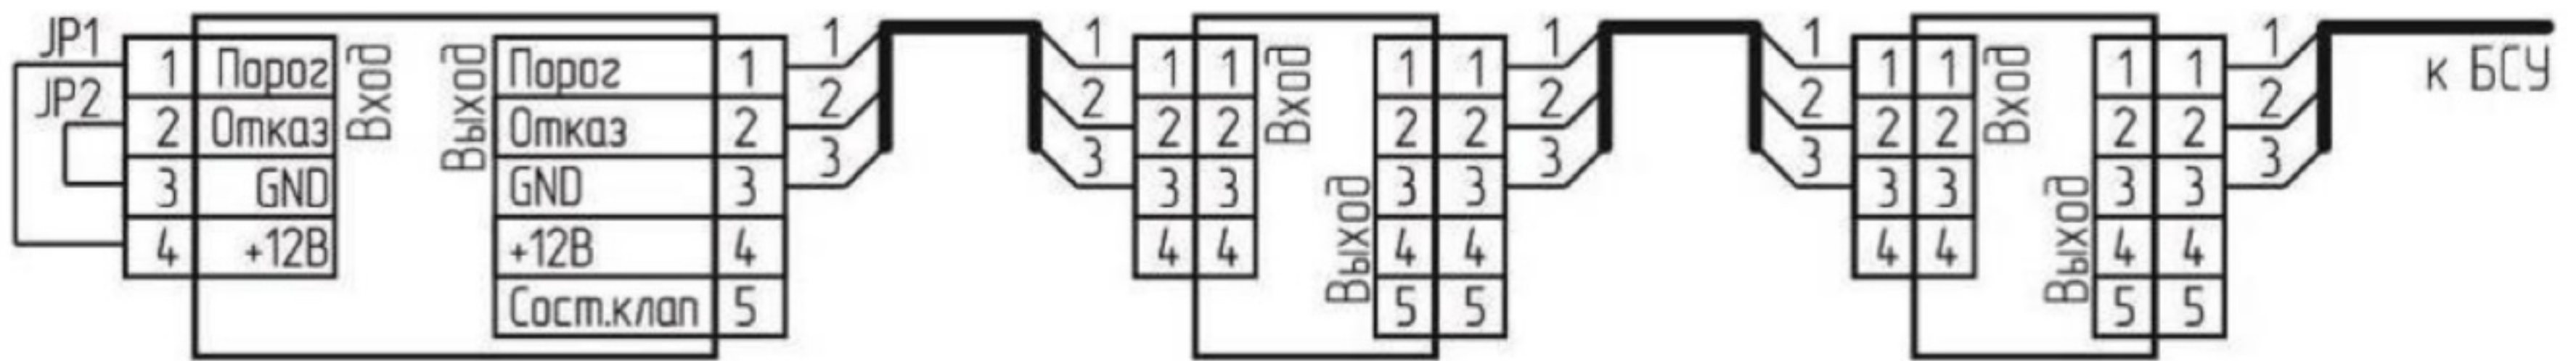 JP1
JP2
1 Порог
2 Отказ
3 GND
4 +12В
Вход
Выход
Порог 1
Отказ 2
GND 3
+12В 4
Сост.клап 5
1
2
3
1
2
3
1 1
2 2
3 3
4 4
Вход
Выход
1 1
2 2
3 3
4 4
5 5
1
2
3
1
2
3
1 1
2 2
3 3
4 4
Вход
Выход
1 1
2 2
3 3
4 4
5 5
1
2
3
к БСУ